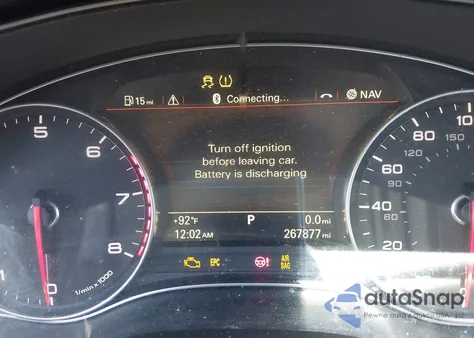 15 mi Connecting... NAV
Turn off ignition
before leaving car.
Battery is discharging
+92°F P 0.0 mi
12:02 AM 267877 mi
EPC AIR
BAG
5
6
7
8
1/min x 1000
1
0
100
120
150
80
90
40
60
20
autoSnap